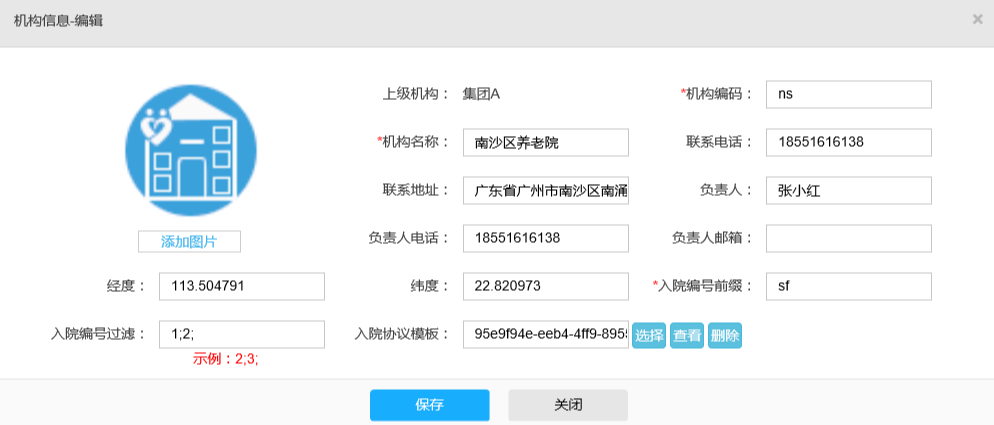 机构信息-编辑 ×
上级机构： 集团A *机构编码： ns
*机构名称： 南沙区养老院 联系电话： 18551616138
联系地址： 广东省广州市南沙区南涌 负责人： 张小红
负责人电话： 18551616138 负责人邮箱：
添加图片
经度： 113.504791 纬度： 22.820973 *入院编号前缀： sf
入院编号过滤： 1;2; 入院协议模板： 95e9f94e-eeb4-4ff9-895 选择 查看 删除
示例：2;3;
保存 关闭